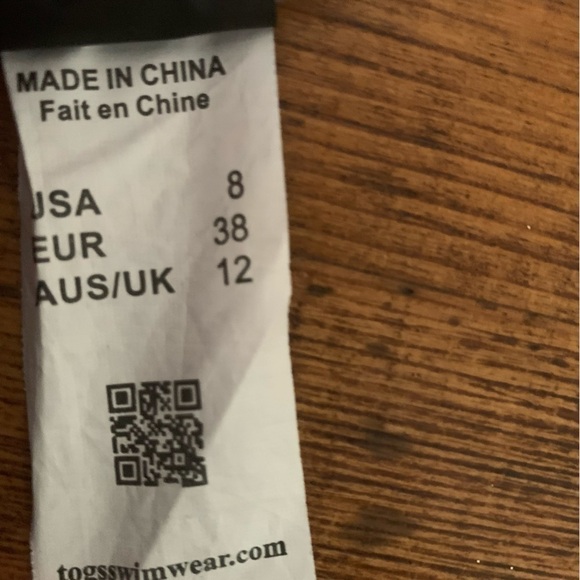 MADE IN CHINA
Fait en Chine
USA 8
EUR 38
AUS/UK 12
togsswimwear.com